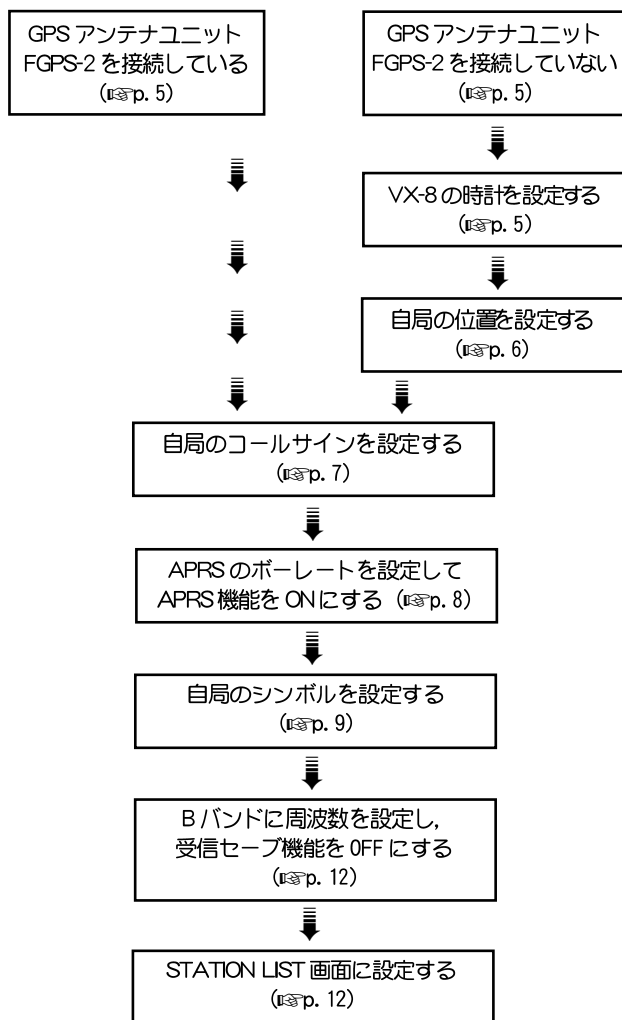 GPS アンテナユニット
FGPS-2 を接続している
(☞p. 5)
GPS アンテナユニット
FGPS-2 を接続していない
(☞p. 5)
VX-8 の時計を設定する
(☞p. 5)
自局の位置を設定する
(☞p. 6)
自局のコールサインを設定する
(☞p. 7)
APRS のボーレートを設定して
APRS 機能を ON にする (☞p. 8)
自局のシンボルを設定する
(☞p. 9)
B バンドに周波数を設定し,
受信セーブ機能を OFF にする
(☞p. 12)
STATION LIST 画面に設定する
(☞p. 12)